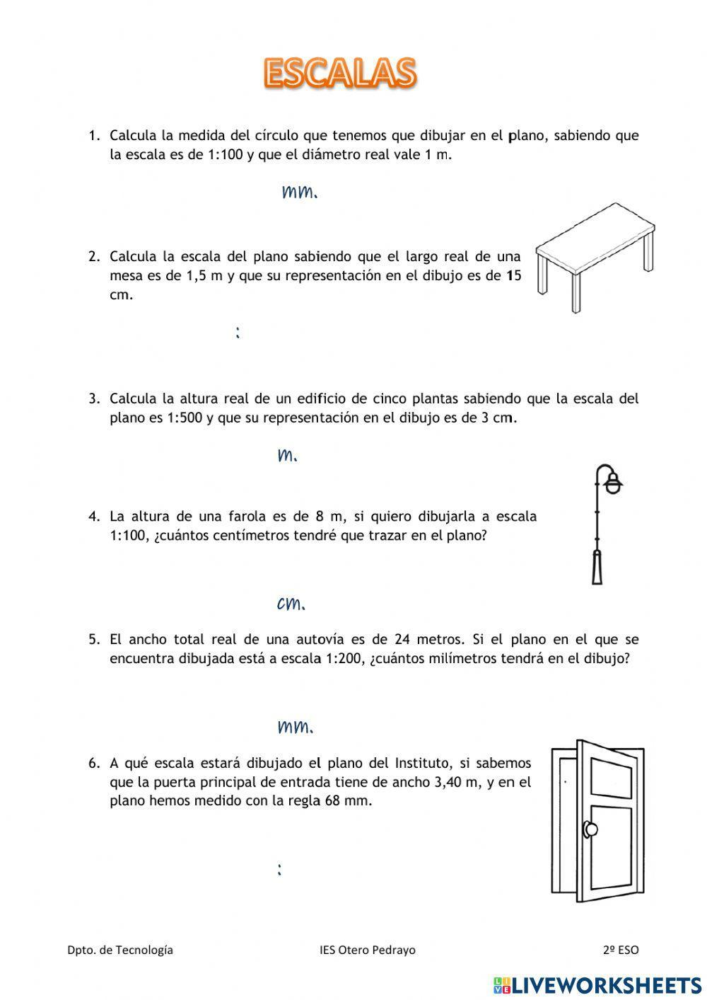 ESCALAS
1. Calcula la medida del círculo que tenemos que dibujar en el plano, sabiendo que
la escala es de 1:100 y que el diámetro real vale 1 m.
mm.
2. Calcula la escala del plano sabiendo que el largo real de una
mesa es de 1,5 m y que su representación en el dibujo es de 15
cm.
:
3. Calcula la altura real de un edificio de cinco plantas sabiendo que la escala del
plano es 1:500 y que su representación en el dibujo es de 3 cm.
m.
4. La altura de una farola es de 8 m, si quiero dibujarla a escala
1:100, ¿cuántos centímetros tendré que trazar en el plano?
cm.
5. El ancho total real de una autovía es de 24 metros. Si el plano en el que se
encuentra dibujada está a escala 1:200, ¿cuántos milímetros tendrá en el dibujo?
mm.
6. A qué escala estará dibujado el plano del Instituto, si sabemos
que la puerta principal de entrada tiene de ancho 3,40 m, y en el
plano hemos medido con la regla 68 mm.
:
Dpto. de Tecnología IES Otero Pedrayo 2º ESO
LIVE LIVEWORKSHEETS